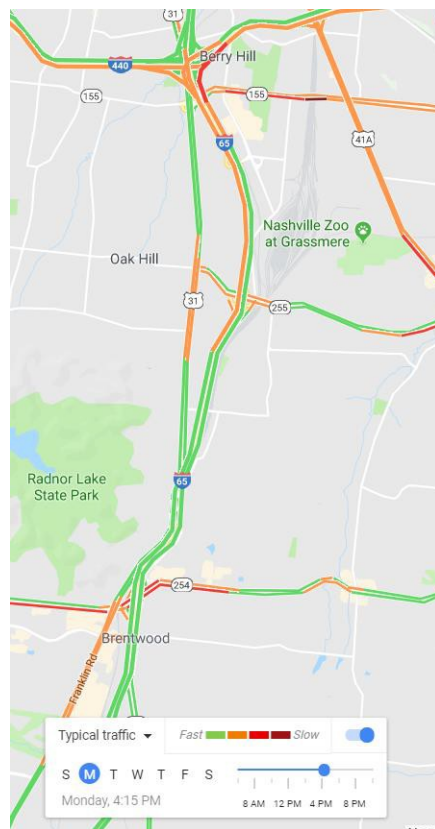 31
Berry Hill
440
155
155
65
41A
Nashville Zoo
at Grassmere
Oak Hill
31
255
65
Radnor Lake
State Park
254
Brentwood
Franklin Rd
Typical traffic
Fast
Slow
S M T W T F S
Monday, 4:15 PM
8 AM 12 PM 4 PM 8 PM